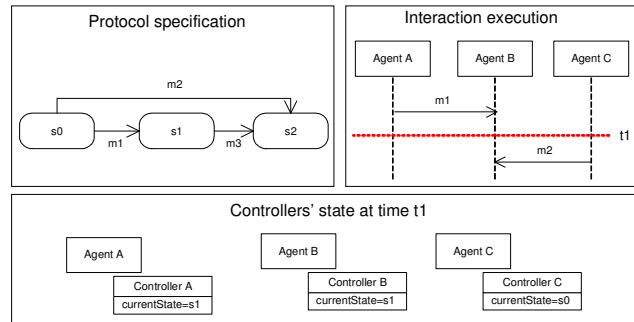 Protocol specification
m2
s0
s1
s2
m1
m3
Interaction execution
Agent A
Agent B
Agent C
m1
t1
m2
Controllers' state at time t1
Agent A
Controller A
currentState=s1
Agent B
Controller B
currentState=s1
Agent C
Controller C
currentState=s0